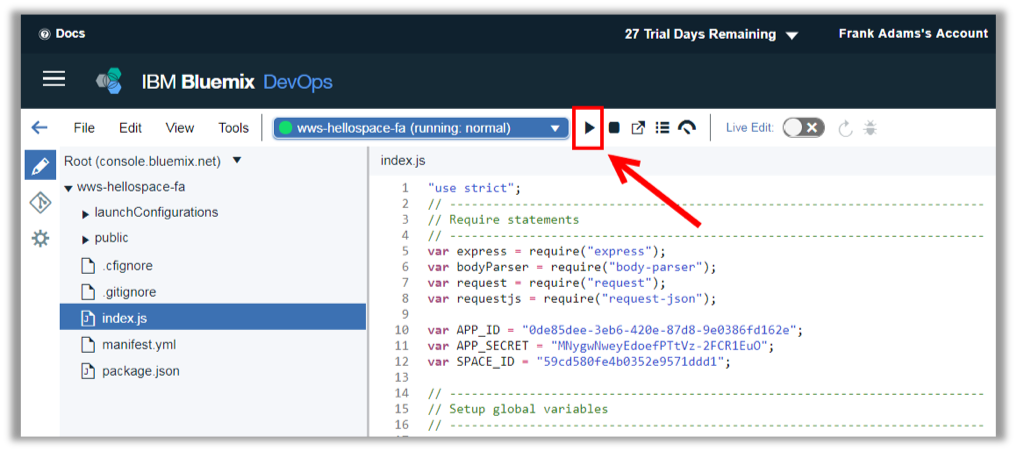 Docs
27 Trial Days Remaining
Frank Adams's Account
IBM Bluemix DevOps
File Edit View Tools
wws-hellospace-fa (running: normal)
Live Edit:
Root (console.bluemix.net)
wws-hellospace-fa
launchConfigurations
public
.cfignore
.gitignore
index.js
manifest.yml
package.json
index.js
1 "use strict";
2 // --------------------------------------------------------------------------
3 // Require statements
4 // --------------------------------------------------------------------------
5 var express = require("express");
6 var bodyParser = require("body-parser");
7 var request = require("request");
8 var requestjs = require("request-json");
9
10 var APP_ID = "0de85dee-3eb6-420e-87d8-9e0386fd162e";
11 var APP_SECRET = "MNygwNweyEdoefPTtVz-2FCR1EuO";
12 var SPACE_ID = "59cd580fe4b0352e9571ddd1";
13
14 // --------------------------------------------------------------------------
15 // Setup global variables
16 // --------------------------------------------------------------------------